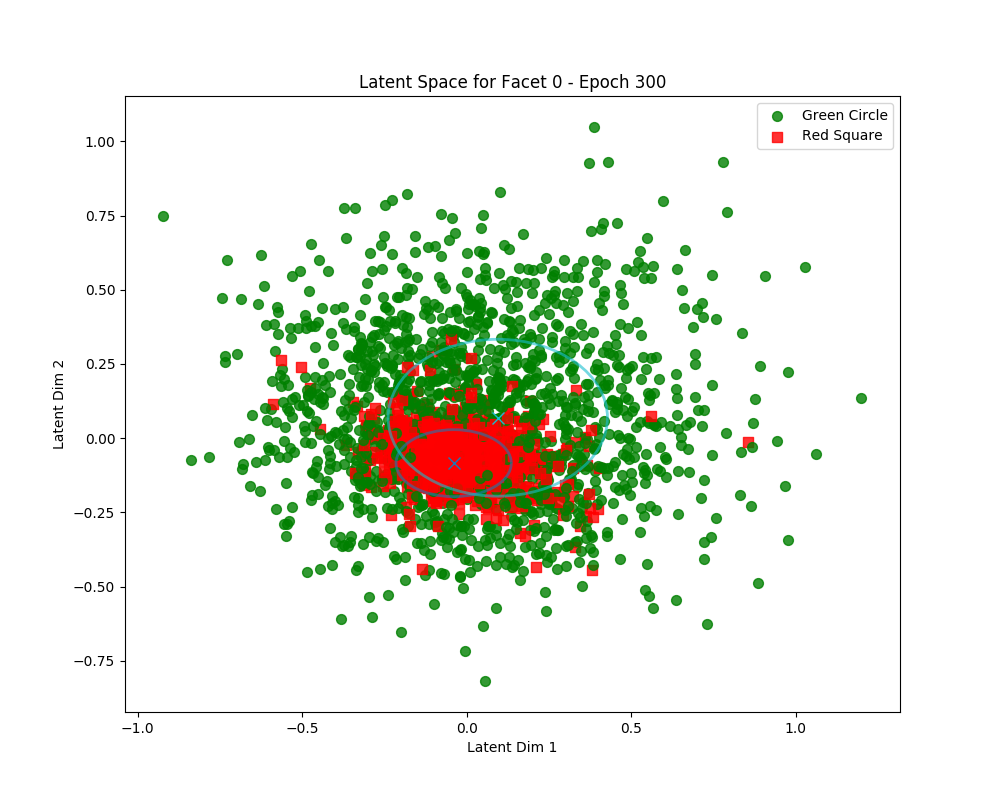 Latent Space for Facet 0 - Epoch 300
Green Circle
Red Square
1.00
0.75
0.50
0.25
0.00
−0.25
−0.50
−0.75
Latent Dim 2
−1.0
−0.5
0.0
0.5
1.0
Latent Dim 1